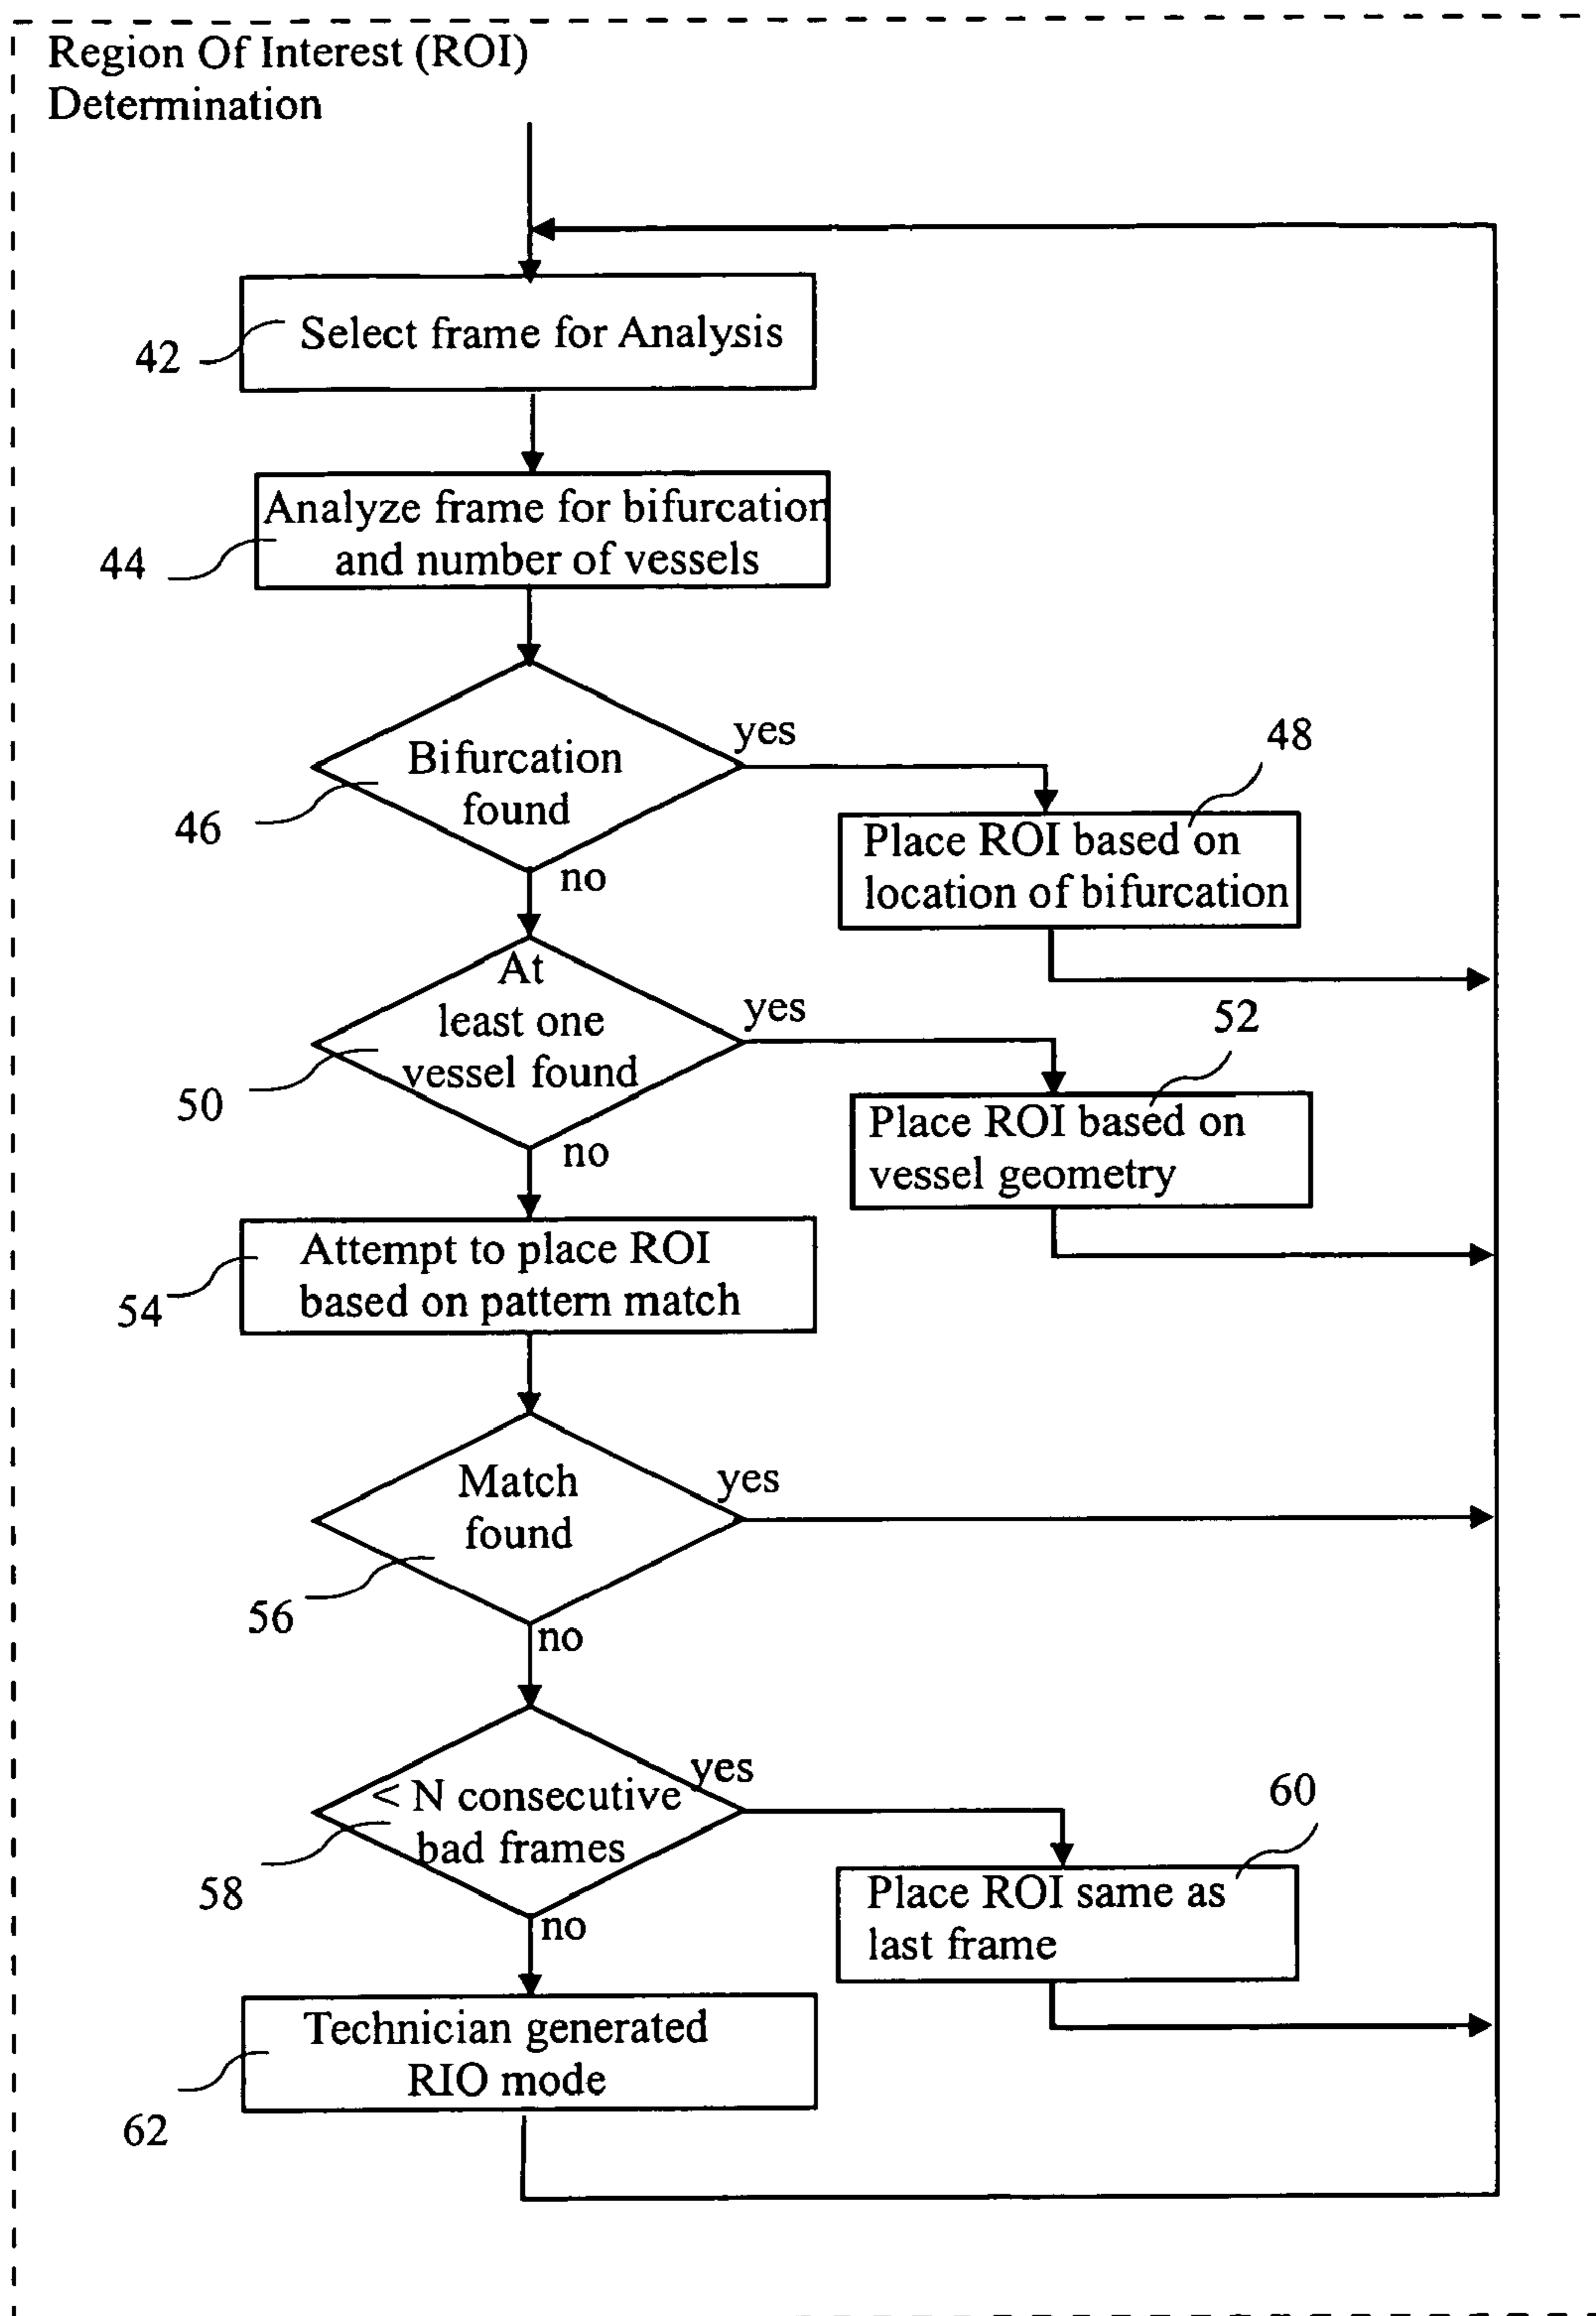 Region Of Interest (ROI)
Determination
42
Select frame for Analysis
44
Analyze frame for bifurcation
and number of vessels
46
Bifurcation
found
yes
no
48
Place ROI based on
location of bifurcation
50
At
least one
vessel found
yes
no
52
Place ROI based on
vessel geometry
54
Attempt to place ROI
based on pattern match
56
Match
found
yes
no
58
< N consecutive
bad frames
yes
no
60
Place ROI same as
last frame
62
Technician generated
RIO mode